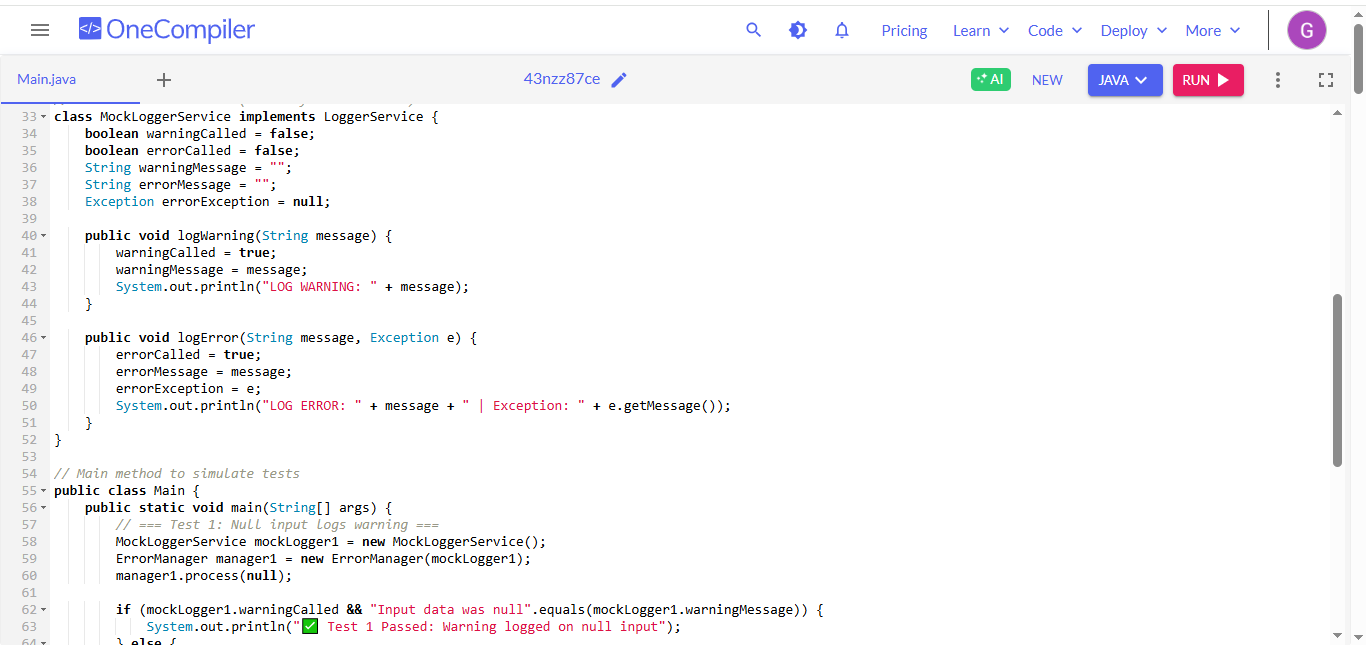 OneCompiler
Pricing Learn Code Deploy More G
Main.java + 43nzz87ce AI NEW JAVA RUN
33 class MockLoggerService implements LoggerService {
34 boolean warningCalled = false;
35 boolean errorCalled = false;
36 String warningMessage = "";
37 String errorMessage = "";
38 Exception errorException = null;
39
40 public void logWarning(String message) {
41 warningCalled = true;
42 warningMessage = message;
43 System.out.println("LOG WARNING: " + message);
44 }
45
46 public void logError(String message, Exception e) {
47 errorCalled = true;
48 errorMessage = message;
49 errorException = e;
50 System.out.println("LOG ERROR: " + message + " | Exception: " + e.getMessage());
51 }
52 }
53
54 // Main method to simulate tests
55 public class Main {
56 public static void main(String[] args) {
57 // === Test 1: Null input logs warning ===
58 MockLoggerService mockLogger1 = new MockLoggerService();
59 ErrorManager manager1 = new ErrorManager(mockLogger1);
60 manager1.process(null);
61
62 if (mockLogger1.warningCalled && "Input data was null".equals(mockLogger1.warningMessage)) {
63 System.out.println("✅ Test 1 Passed: Warning logged on null input");
64 } else {